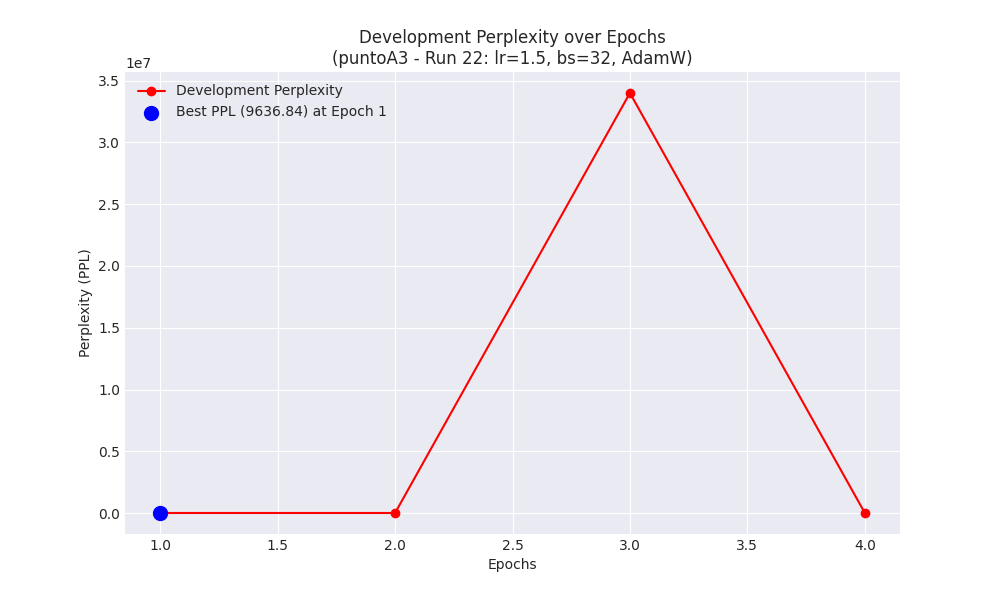 Development Perplexity over Epochs
(puntoA3 - Run 22: lr=1.5, bs=32, AdamW)
1e7
Development Perplexity
Best PPL (9636.84) at Epoch 1
3.5
3.0
2.5
2.0
1.5
1.0
0.5
0.0
Perplexity (PPL)
1.0 1.5 2.0 2.5 3.0 3.5 4.0
Epochs